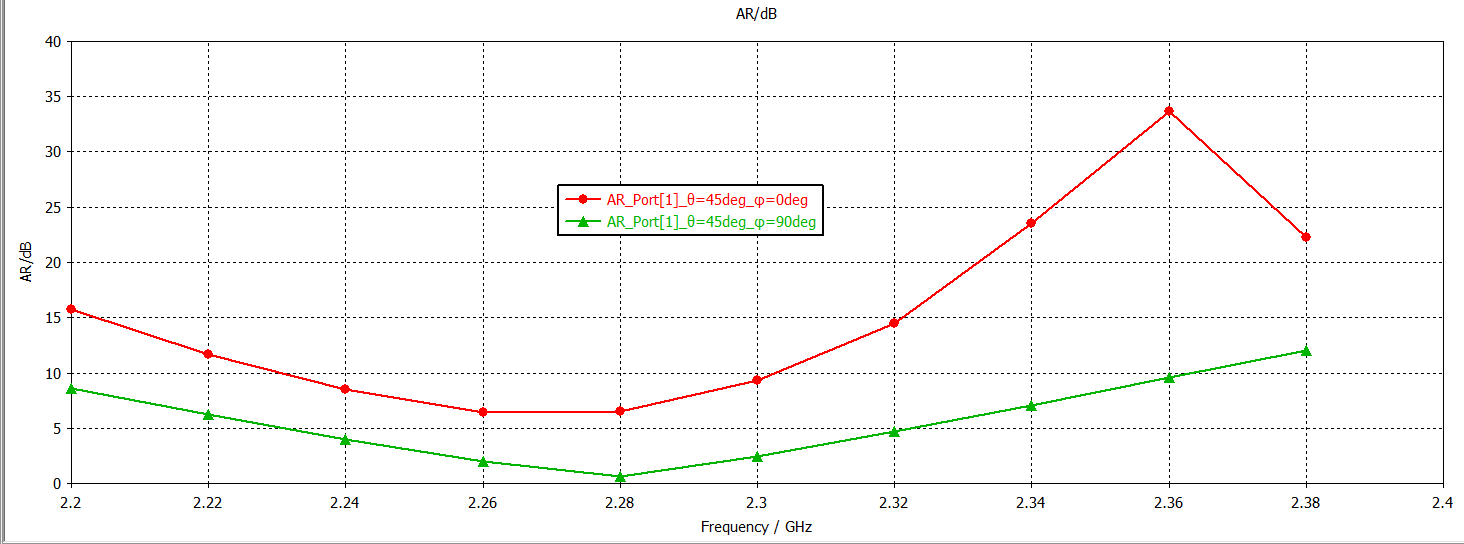 AR/dB
40
35
30
25
20
15
10
5
0
AR/dB
AR_Port[1]_θ=45deg_φ=0deg
AR_Port[1]_θ=45deg_φ=90deg
2.2 2.22 2.24 2.26 2.28 2.3 2.32 2.34 2.36 2.38 2.4
Frequency / GHz